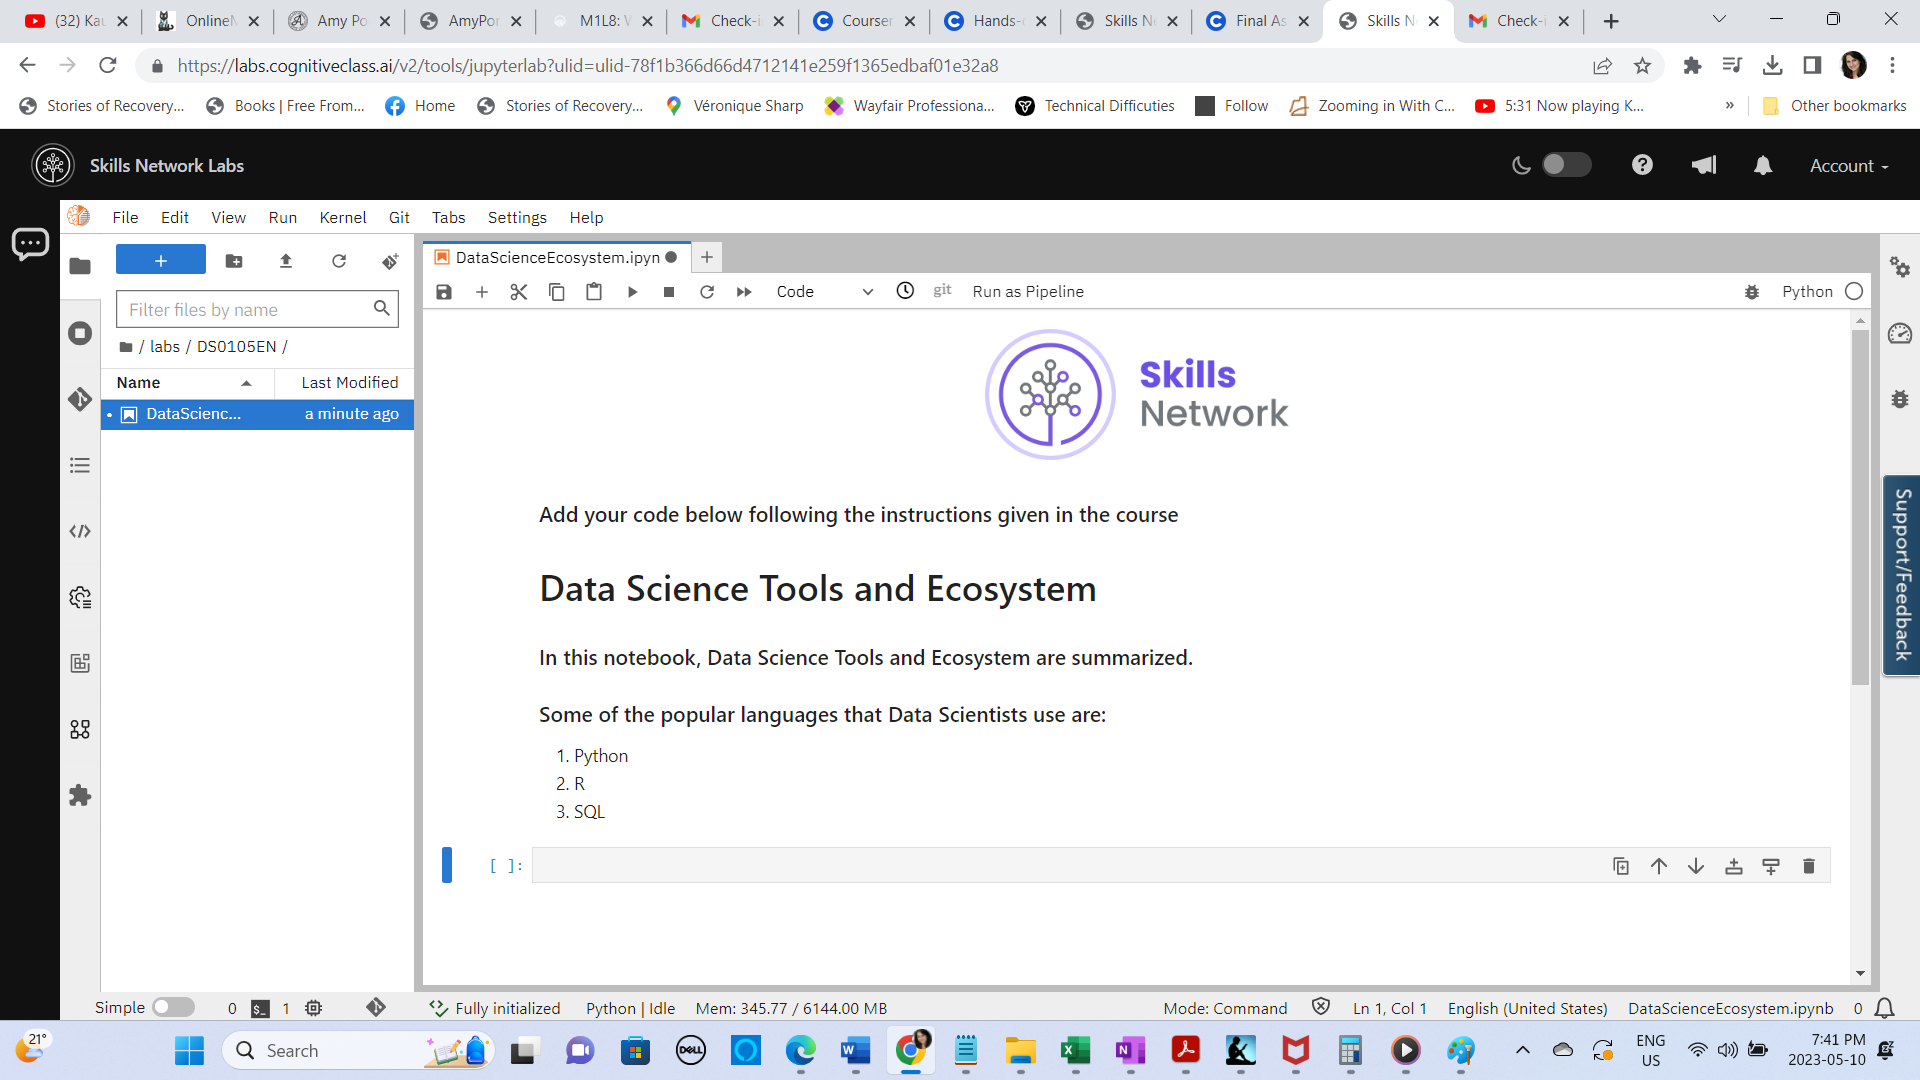 (32) Kau
OnlineM
Amy Po
AmyPor
M1L8: V
Check-i
Courser
Hands-
Skills Ne
Final As
Skills N
Check-i
https://labs.cognitiveclass.ai/v2/tools/jupyterlab?ulid=ulid-78f1b366d66d4712141e259f1365edbaf01e32a8
Stories of Recovery...
Books | Free From...
Home
Stories of Recovery...
Véronique Sharp
Wayfair Professiona...
Technical Difficuties
Follow
Zooming in With C...
5:31 Now playing K...
»
Other bookmarks
Skills Network Labs
Account
File Edit View Run Kernel Git Tabs Settings Help
DataScienceEcosystem.ipyn
Code
git
Run as Pipeline
Python
Filter files by name
/ labs / DS0105EN /
Name
Last Modified
DataScienc...
a minute ago
Skills
Network
Add your code below following the instructions given in the course
Data Science Tools and Ecosystem
In this notebook, Data Science Tools and Ecosystem are summarized.
Some of the popular languages that Data Scientists use are:
1. Python
2. R
3. SQL
[ ]:
Support/Feedback
Simple
0
$_
1
Fully initialized
Python | Idle
Mem: 345.77 / 6144.00 MB
Mode: Command
Ln 1, Col 1
English (United States)
DataScienceEcosystem.ipynb
0
21°
Search
DELL
ENG
US
7:41 PM
2023-05-10